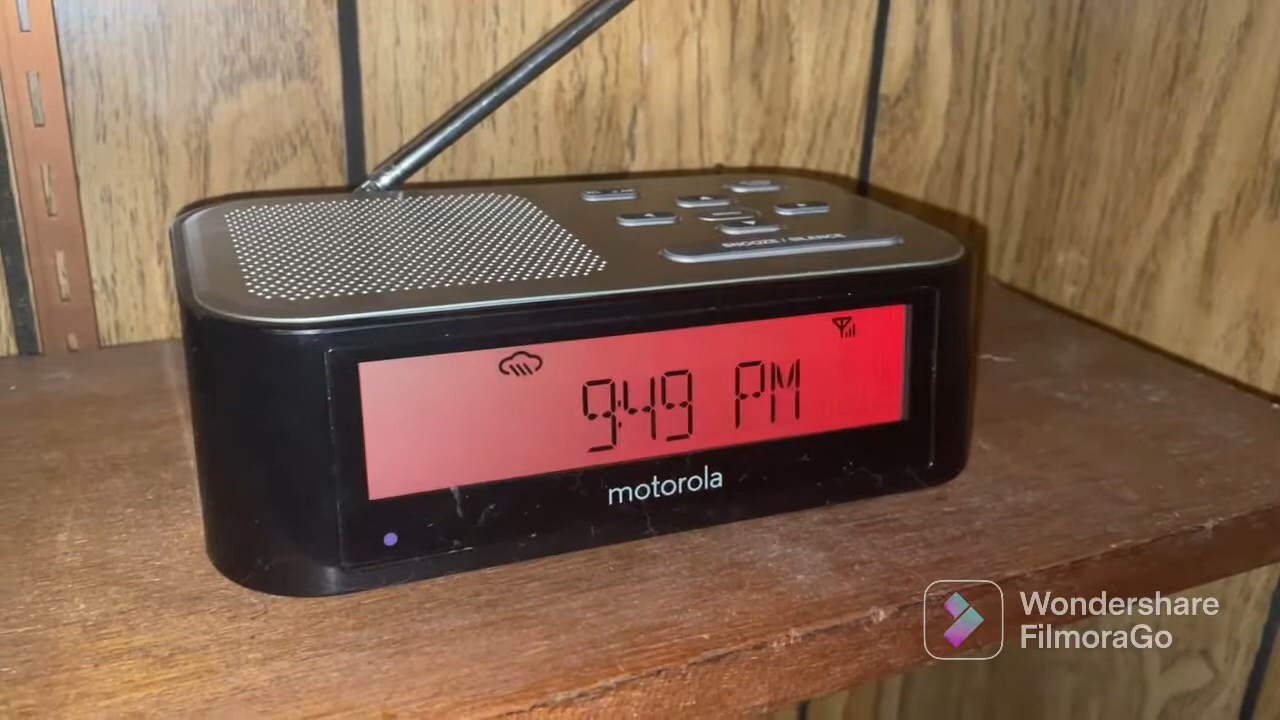 SNOOZE / SILENCE
9:49 PM
motorola
Wondershare
FilmoraGo